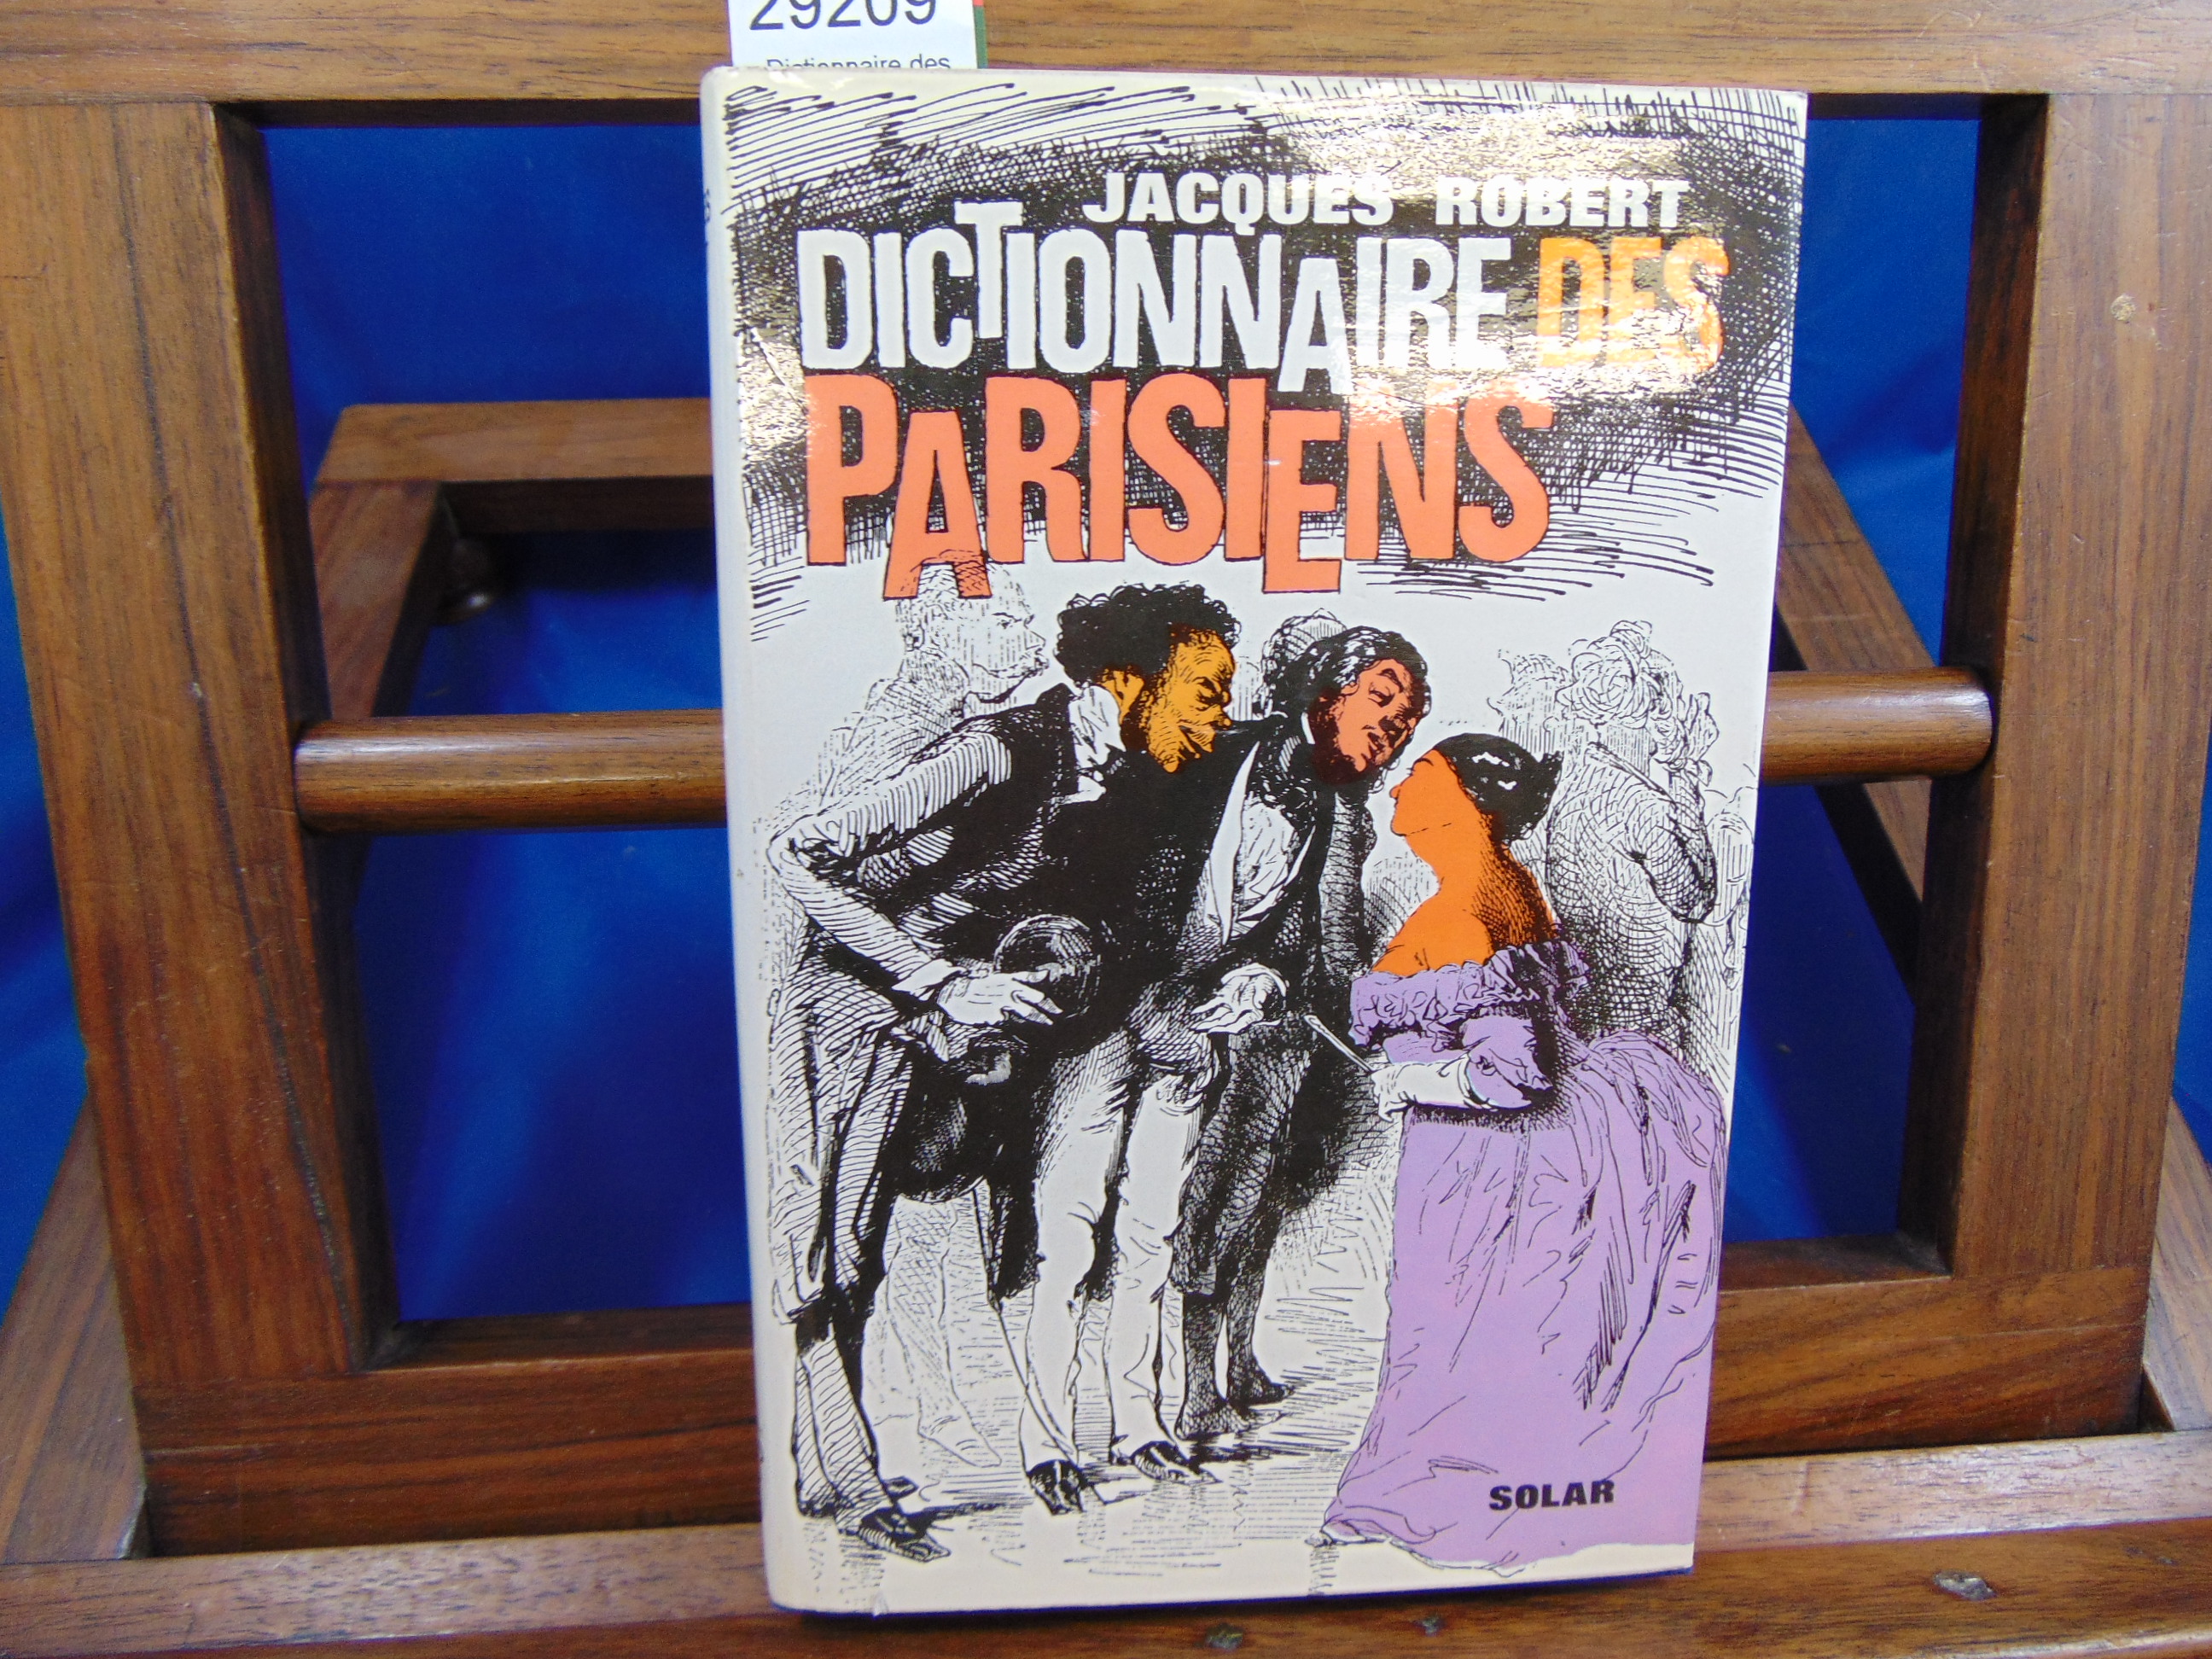 29209
Dictionnaire des
JACQUES ROBERT
DICTIONNAIRE DES
PARISIENS
SOLAR